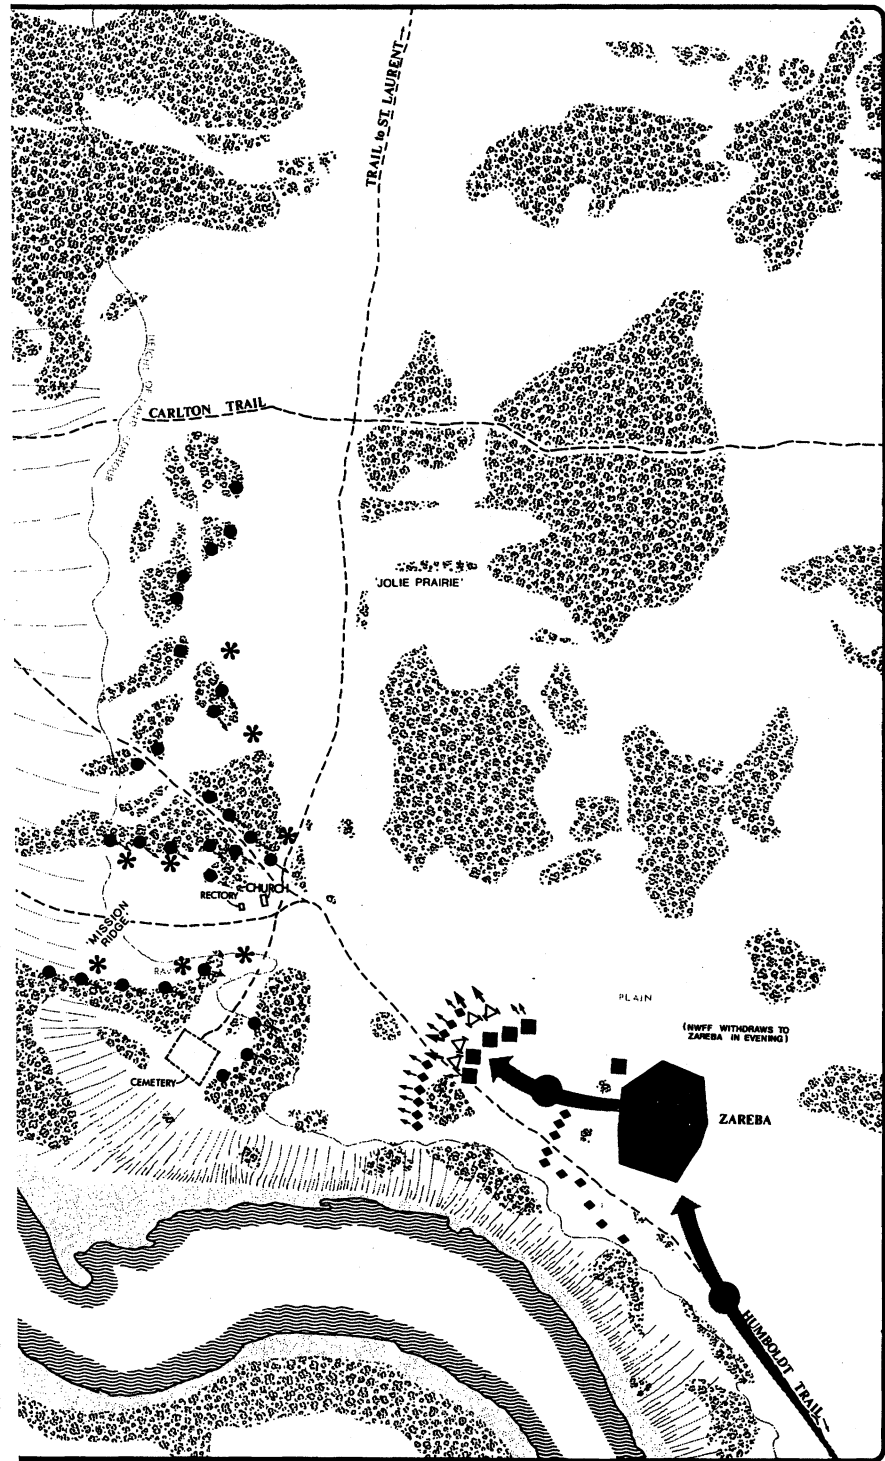 TRAIL to ST. LAURENT
CARLTON TRAIL
'JOLIE PRAIRIE'
CHURCH
RECTORY
'MISSION
RIDGE'
PLAIN
(NWFF WITHDRAWS TO
ZAREBA IN EVENING)
CEMETERY
ZAREBA
HUMBOLDT TRAIL